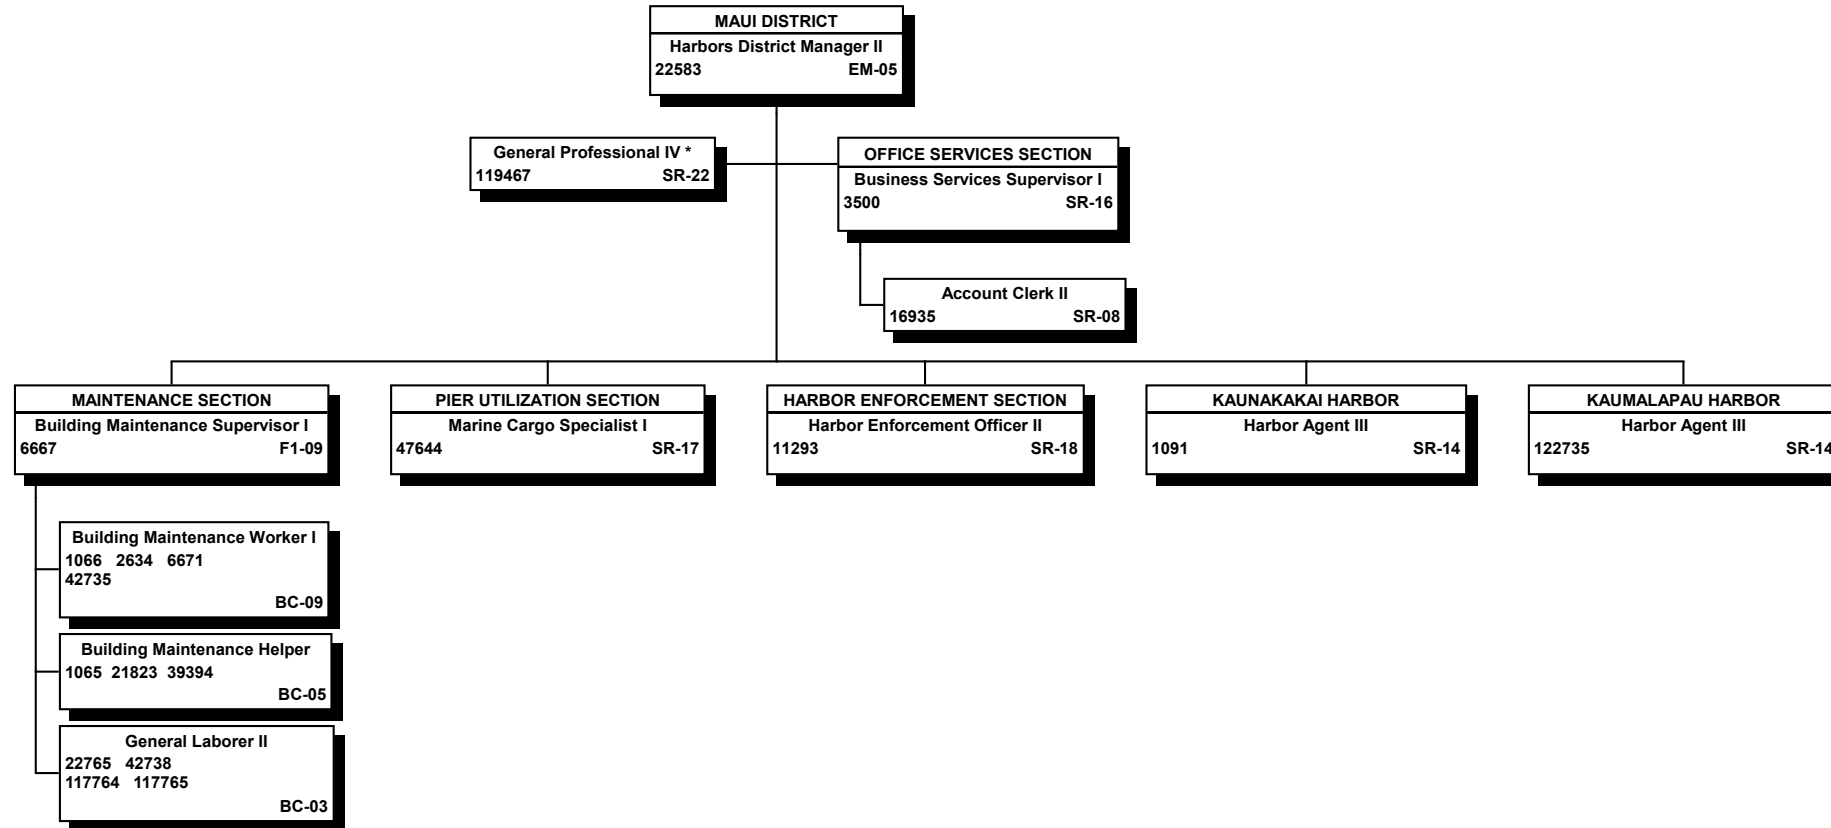 MAUI DISTRICT
Harbors District Manager II
22583 EM-05
General Professional IV *
119467 SR-22
OFFICE SERVICES SECTION
Business Services Supervisor I
3500 SR-16
Account Clerk II
16935 SR-08
MAINTENANCE SECTION
Building Maintenance Supervisor I
6667 F1-09
PIER UTILIZATION SECTION
Marine Cargo Specialist I
47644 SR-17
HARBOR ENFORCEMENT SECTION
Harbor Enforcement Officer II
11293 SR-18
KAUNAKAKAI HARBOR
Harbor Agent III
1091 SR-14
KAUMALAPAU HARBOR
Harbor Agent III
122735 SR-14
Building Maintenance Worker I
1066 2634 6671
42735
BC-09
Building Maintenance Helper
1065 21823 39394
BC-05
General Laborer II
22765 42738
117764 117765
BC-03